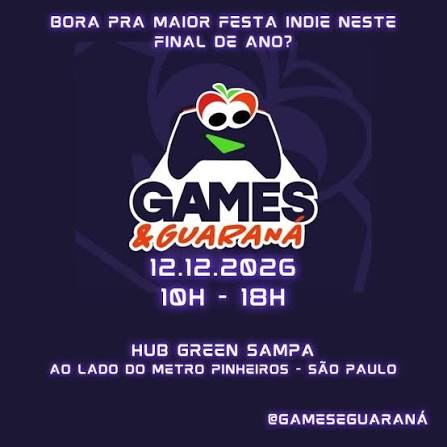 BORA PRA MAIOR FESTA INDIE NESTE
FINAL DE ANO?
GAMES
&GUARANÁ
12.12.2026
10H - 18H
HUB GREEN SAMPA
AO LADO DO METRO PINHEIROS - SÃO PAULO
@GAMESEGUARANÁ